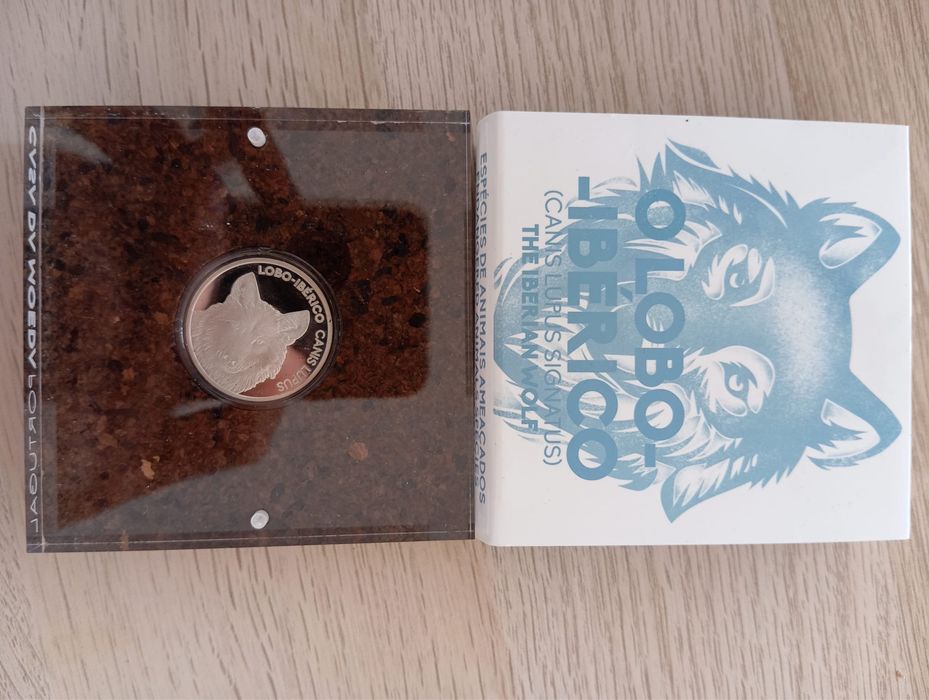 O LOBO-
-IBÉRICO
(CANIS LUPUS SIGNATUS)
THE IBERIAN WOLF
ESPÉCIES DE ANIMAIS AMEAÇADOS
LOBO-IBÉRICO CANIS LUPUS
CASA DA MOEDA PORTUGAL